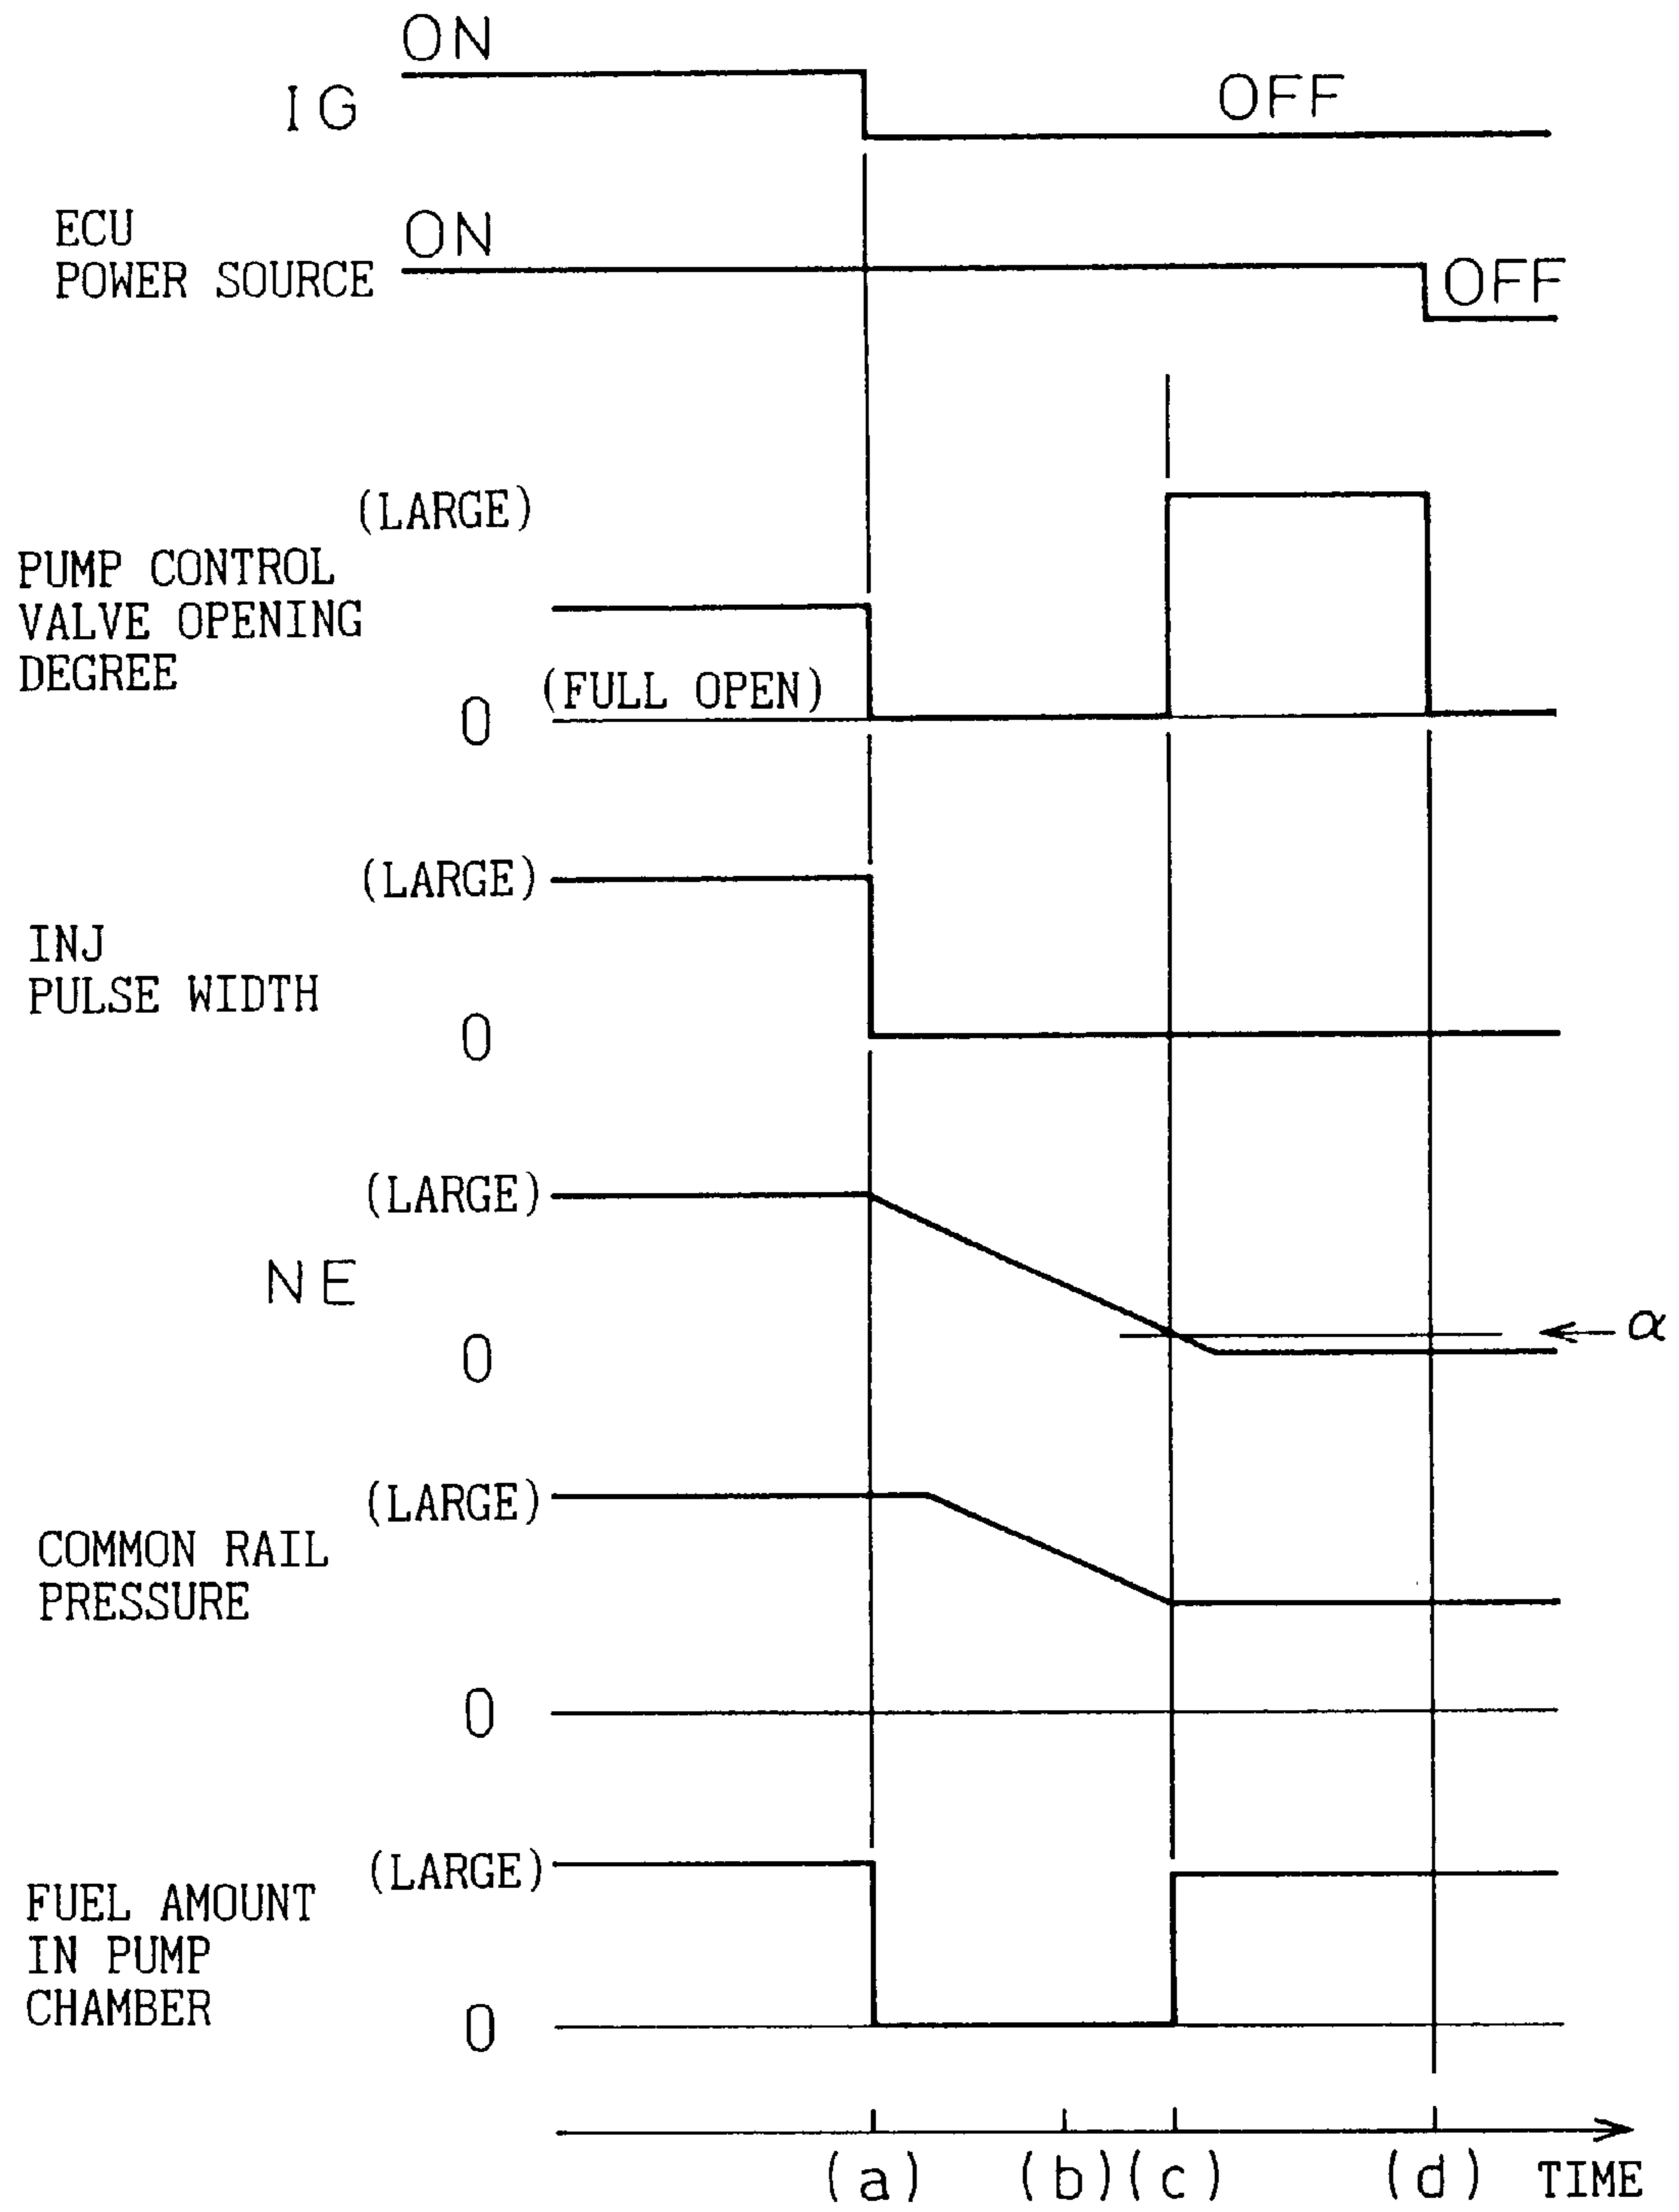 ON
IG
OFF
ECU
POWER SOURCE
ON
OFF
(LARGE)
PUMP CONTROL
VALVE OPENING
DEGREE
(FULL OPEN)
0
(LARGE)
INJ
PULSE WIDTH
0
(LARGE)
NE
0
α
(LARGE)
COMMON RAIL
PRESSURE
0
(LARGE)
FUEL AMOUNT
IN PUMP
CHAMBER
0
(a) (b) (c) (d) TIME